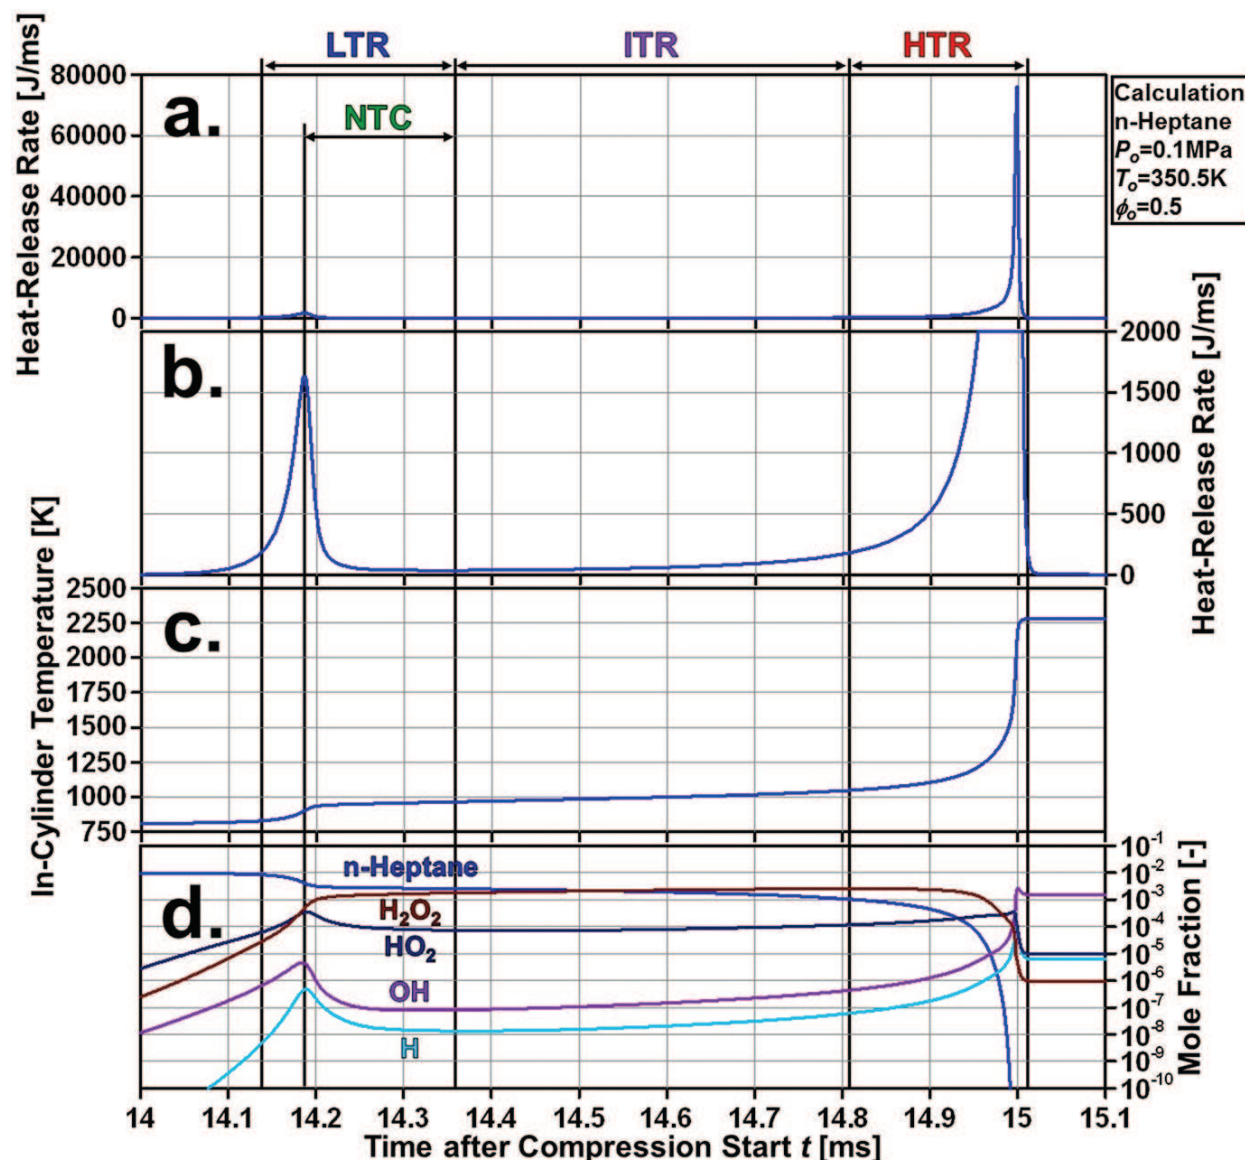 LTR ITR HTR
NTC
a.
Heat-Release Rate [J/ms]
80000
60000
40000
20000
0
Calculation
n-Heptane
Pₒ=0.1MPa
Tₒ=350.5K
ϕₒ=0.5
b.
Heat-Release Rate [J/ms]
2000
1500
1000
500
0
c.
In-Cylinder Temperature [K]
2500
2250
2000
1750
1500
1250
1000
750
d.
n-Heptane
H₂O₂
HO₂
OH
H
Mole Fraction [-]
10⁻¹
10⁻²
10⁻³
10⁻⁴
10⁻⁵
10⁻⁶
10⁻⁷
10⁻⁸
10⁻⁹
10⁻¹⁰
14 14.1 14.2 14.3 14.4 14.5 14.6 14.7 14.8 14.9 15 15.1
Time after Compression Start t [ms]